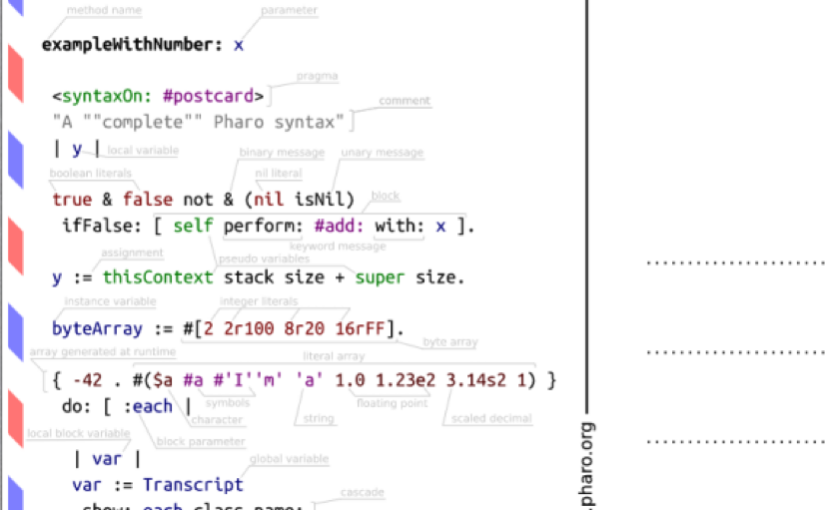 method name parameter
exampleWithNumber: x
pragma
<syntaxOn: #postcard>
comment
"A ""complete"" Pharo syntax"
| y | local variable binary message unary message
boolean literals nil literal
true & false not & (nil isNil) block
ifFalse: [ self perform: #add: with: x ].
keyword message
assignment pseudo variables
y := thisContext stack size + super size.
instance variable integer literals
byteArray := #[2 2r100 8r20 16rFF].
byte array
array generated at runtime literal array
{ -42 . #($a #a #'I''m' 'a' 1.0 1.23e2 3.14s2 1) }
do: [ :each | symbols floating point
character string scaled decimal
local block variable block parameter
| var | global variable
var := Transcript
cascade
show: each class name;
.pharo.org